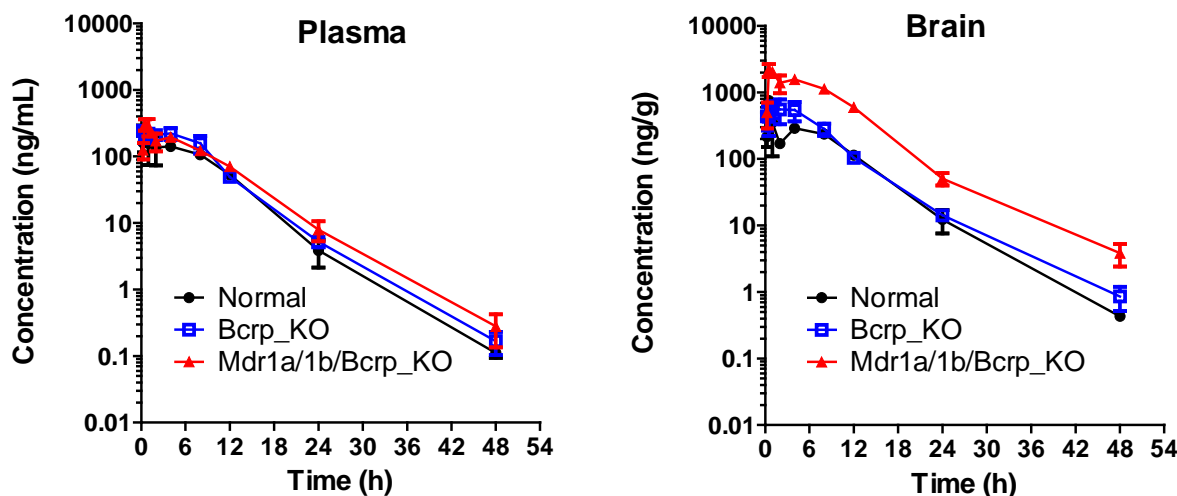 Plasma
Concentration (ng/mL)
10000
1000
100
10
1
0.1
0.01
Normal
Bcrp_KO
Mdr1a/1b/Bcrp_KO
0 6 12 18 24 30 36 42 48 54
Time (h)
Brain
Concentration (ng/g)
10000
1000
100
10
1
0.1
0.01
Normal
Bcrp_KO
Mdr1a/1b/Bcrp_KO
0 6 12 18 24 30 36 42 48 54
Time (h)